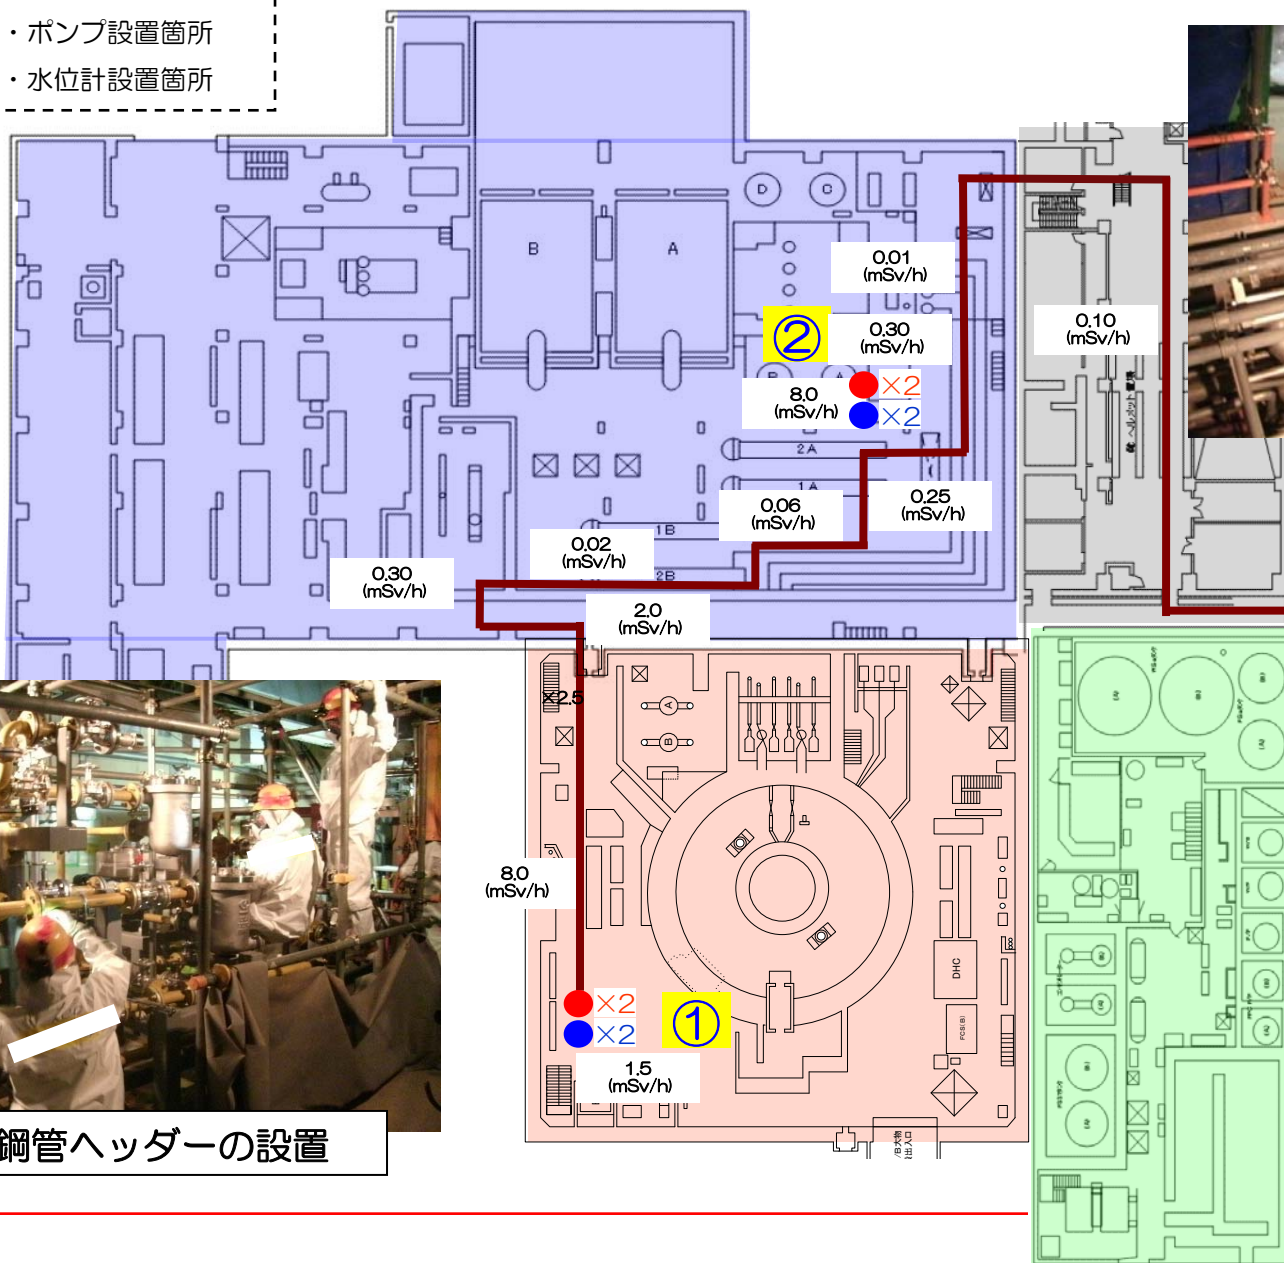 ・ポンプ設置箇所
・水位計設置箇所
D
C
B
A
0.01
(mSv/h)
②
0.30
(mSv/h)
0.10
(mSv/h)
8.0
(mSv/h)
×2
×2
2A
1A
0.25
(mSv/h)
0.06
(mSv/h)
1B
0.02
(mSv/h)
2B
0.30
(mSv/h)
2.0
(mSv/h)
×2.5
A
B
8.0
(mSv/h)
DHC
FCS(B)
×2
×2
①
1.5
(mSv/h)
鋼管ヘッダーの設置